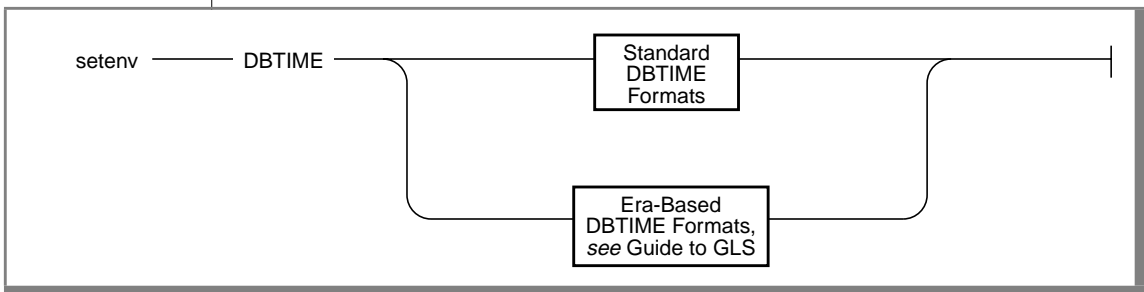 setenv DBTIME
Standard
DBTIME
Formats
Era-Based
DBTIME Formats,
see Guide to GLS